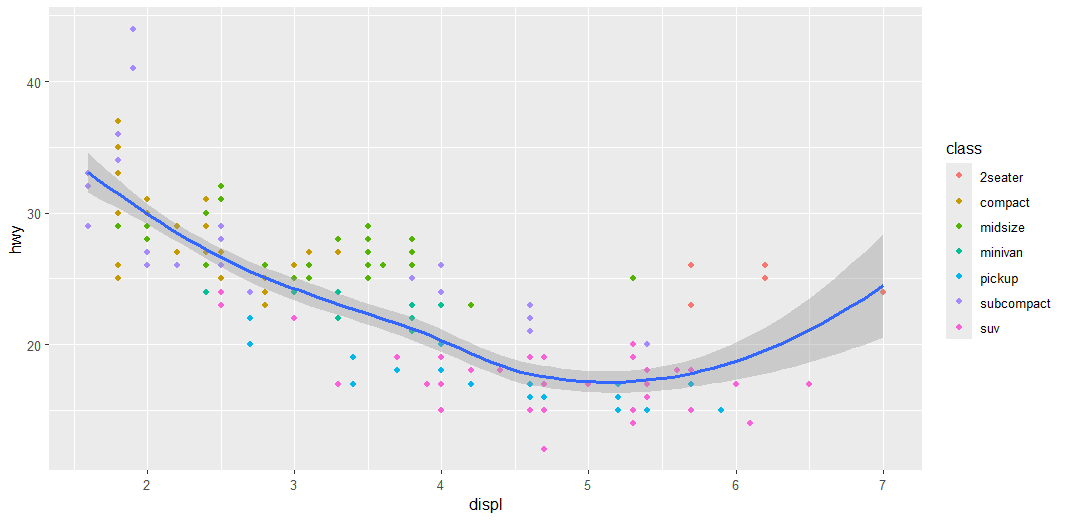 hwy
40
30
20
2
3
4
5
6
7
displ
class
2seater
compact
midsize
minivan
pickup
subcompact
suv